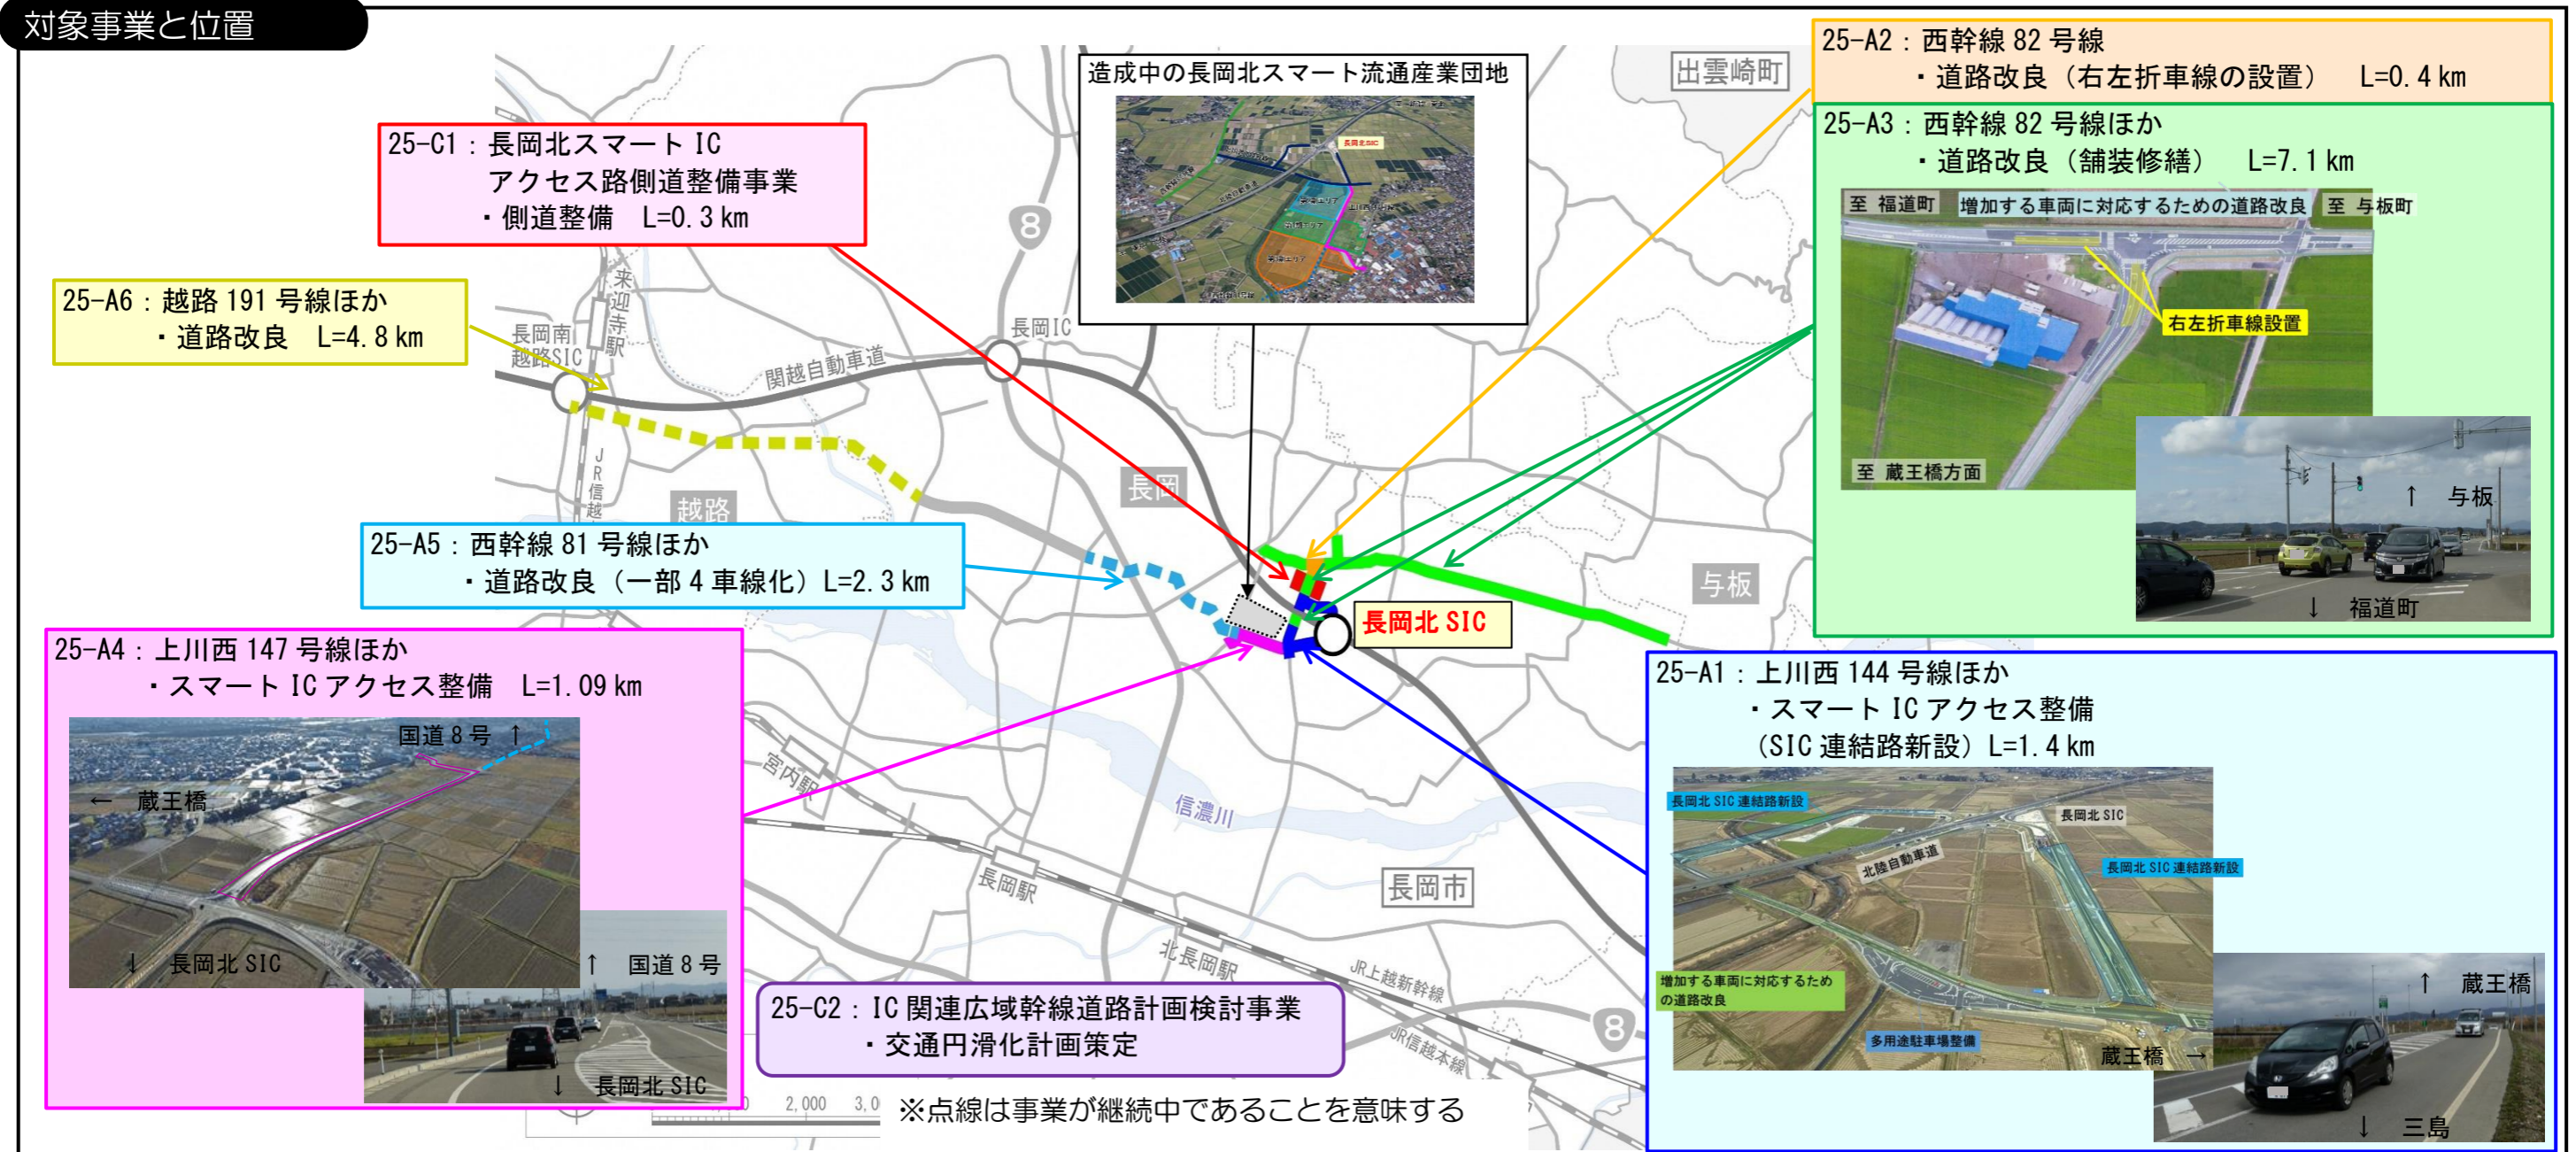 対象事業と位置
造成中の長岡北スマート流通産業団地
長岡北SIC
北陸自動車道
出雲崎町
25-A2：西幹線82号線
・道路改良（右左折車線の設置）　L=0.4km
25-A3：西幹線82号線ほか
・道路改良（舗装修繕）　L=7.1km
至 福道町
増加する車両に対応するための道路改良
至 与板町
右左折車線設置
至 蔵王橋方面
↑　与板
↓　福道町
25-C1：長岡北スマートIC
アクセス路側道整備事業
・側道整備　L=0.3km
25-A6：越路191号線ほか
・道路改良　L=4.8km
来迎寺駅
長岡南
越路SIC
関越自動車道
長岡IC
8
JR信越
越路
長岡
与板
25-A5：西幹線81号線ほか
・道路改良（一部4車線化）L=2.3km
長岡北SIC
25-A4：上川西147号線ほか
・スマートICアクセス整備　L=1.09km
国道8号 ↑
←　蔵王橋
↓　長岡北SIC
↑　国道8号
↓　長岡北SIC
25-A1：上川西144号線ほか
・スマートICアクセス整備
（SIC連結路新設）L=1.4km
長岡北SIC連結路新設
長岡北SIC
北陸自動車道
長岡北SIC連結路新設
増加する車両に対応するため
の道路改良
多用途駐車場整備
蔵王橋　→
↑　蔵王橋
↓　三島
宮内駅
信濃川
長岡駅
長岡市
北長岡駅
JR上越新幹線
JR信越本線
8
25-C2：IC関連広域幹線道路計画検討事業
・交通円滑化計画策定
2,000
※点線は事業が継続中であることを意味する